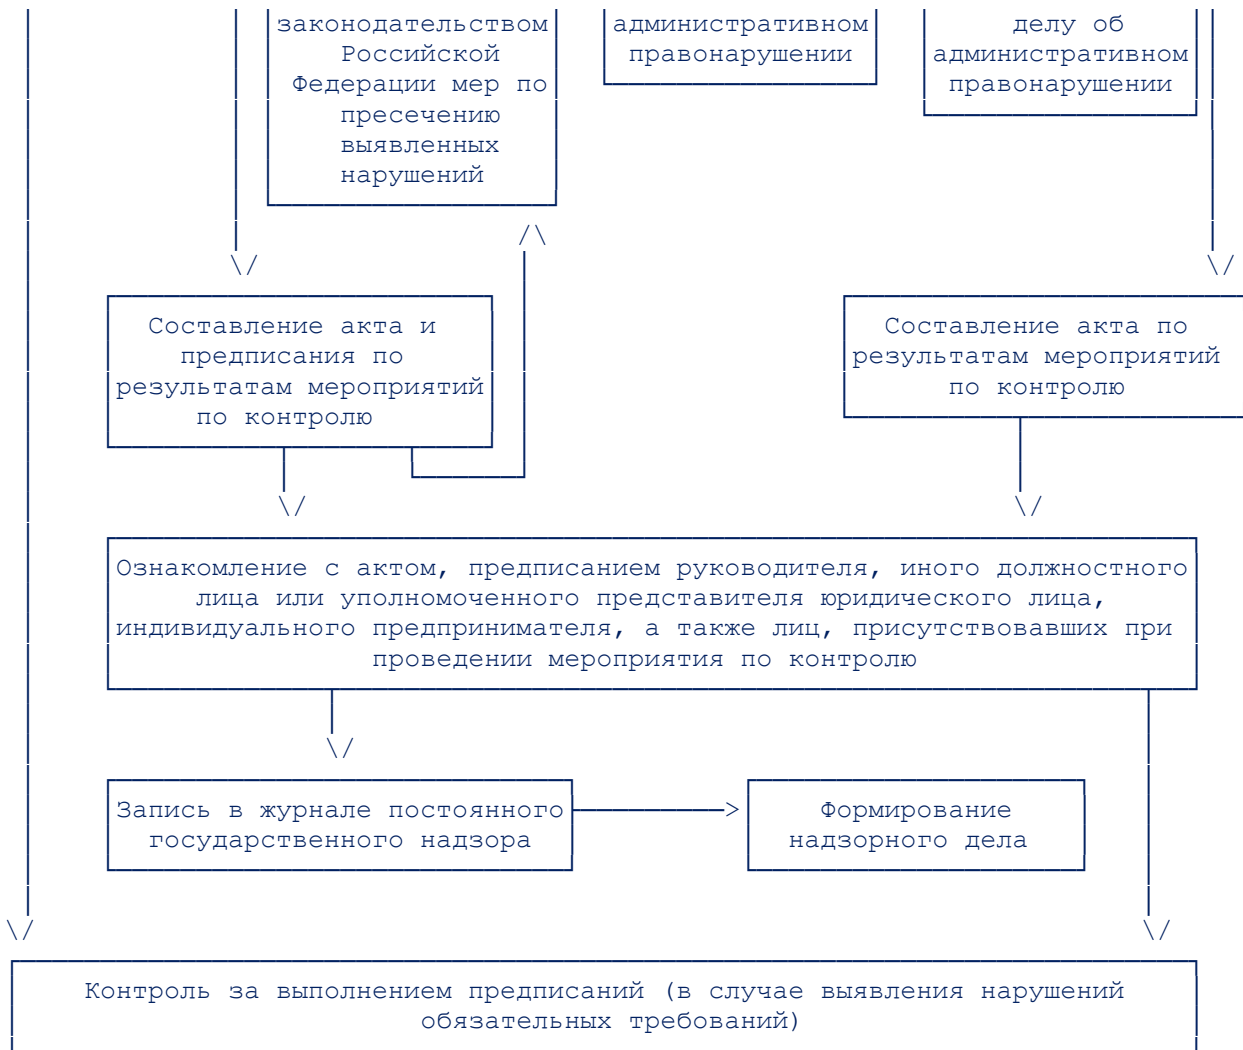 законодательством
Российской
Федерации мер по
пресечению
выявленных
нарушений
административном
правонарушении
делу об
административном
правонарушении
Составление акта и
предписания по
результатам мероприятий
по контролю
Составление акта по
результатам мероприятий
по контролю
Ознакомление с актом, предписанием руководителя, иного должностного
лица или уполномоченного представителя юридического лица,
индивидуального предпринимателя, а также лиц, присутствовавших при
проведении мероприятия по контролю
Запись в журнале постоянного
государственного надзора
Формирование
надзорного дела
Контроль за выполнением предписаний (в случае выявления нарушений
обязательных требований)